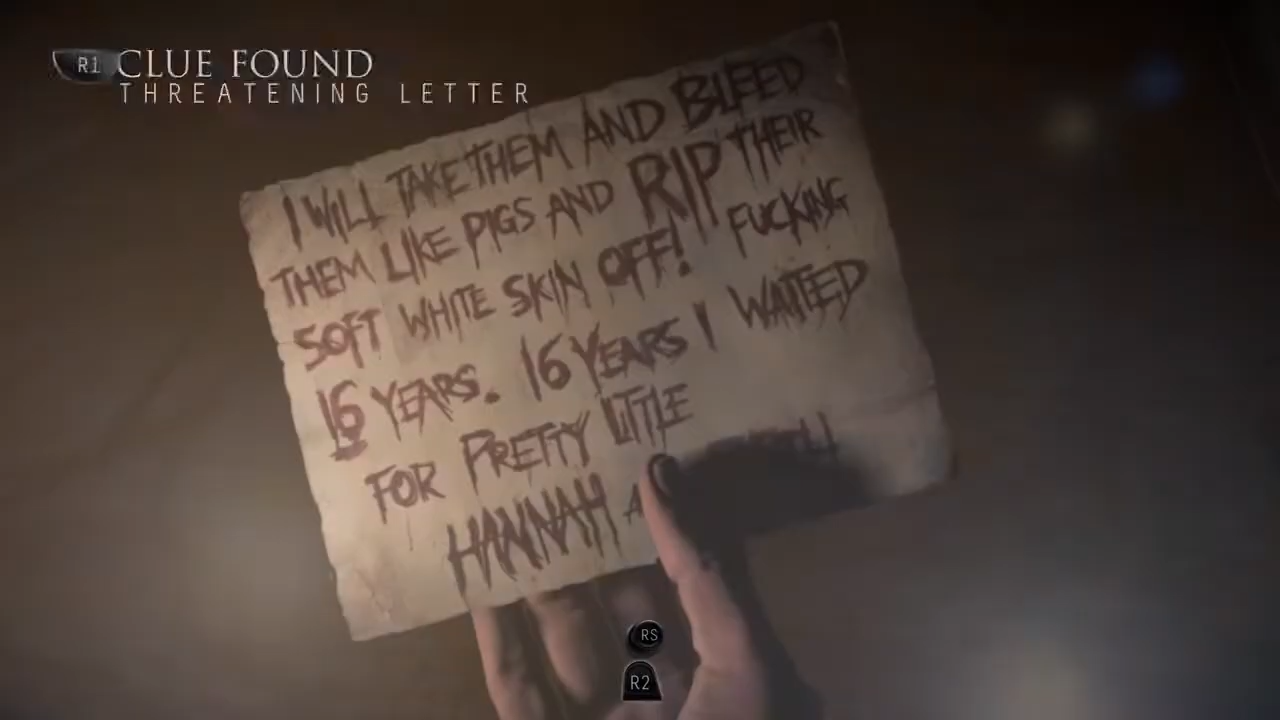 R1 CLUE FOUND
THREATENING LETTER
I WILL TAKE THEM AND BLEED
THEM LIKE PIGS AND RIP THEIR
SOFT WHITE SKIN OFF! FUCKING
16 YEARS. 16 YEARS I WAITED
FOR PRETTY LITTLE
HANNAH
RS
R2